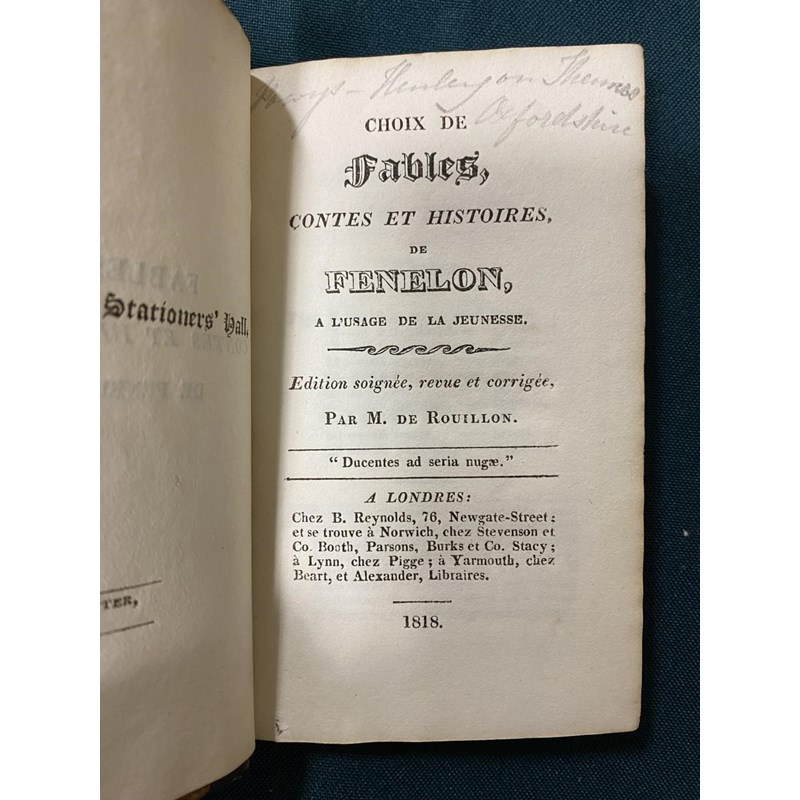 Stationers' Hall,
TER,
Henley on Thames
Oxfordshire
CHOIX DE
Fables,
CONTES ET HISTOIRES,
DE
FENELON,
A L'USAGE DE LA JEUNESSE.
Edition soignée, revue et corrigée,
PAR M. DE ROUILLON.
“ Ducentes ad seria nugæ.”
A LONDRES:
Chez B. Reynolds, 76, Newgate-Street:
et se trouve à Norwich, chez Stevenson et
Co. Booth, Parsons, Burks et Co. Stacy;
à Lynn, chez Pigge; à Yarmouth, chez
Beart, et Alexander, Libraires.
1818.